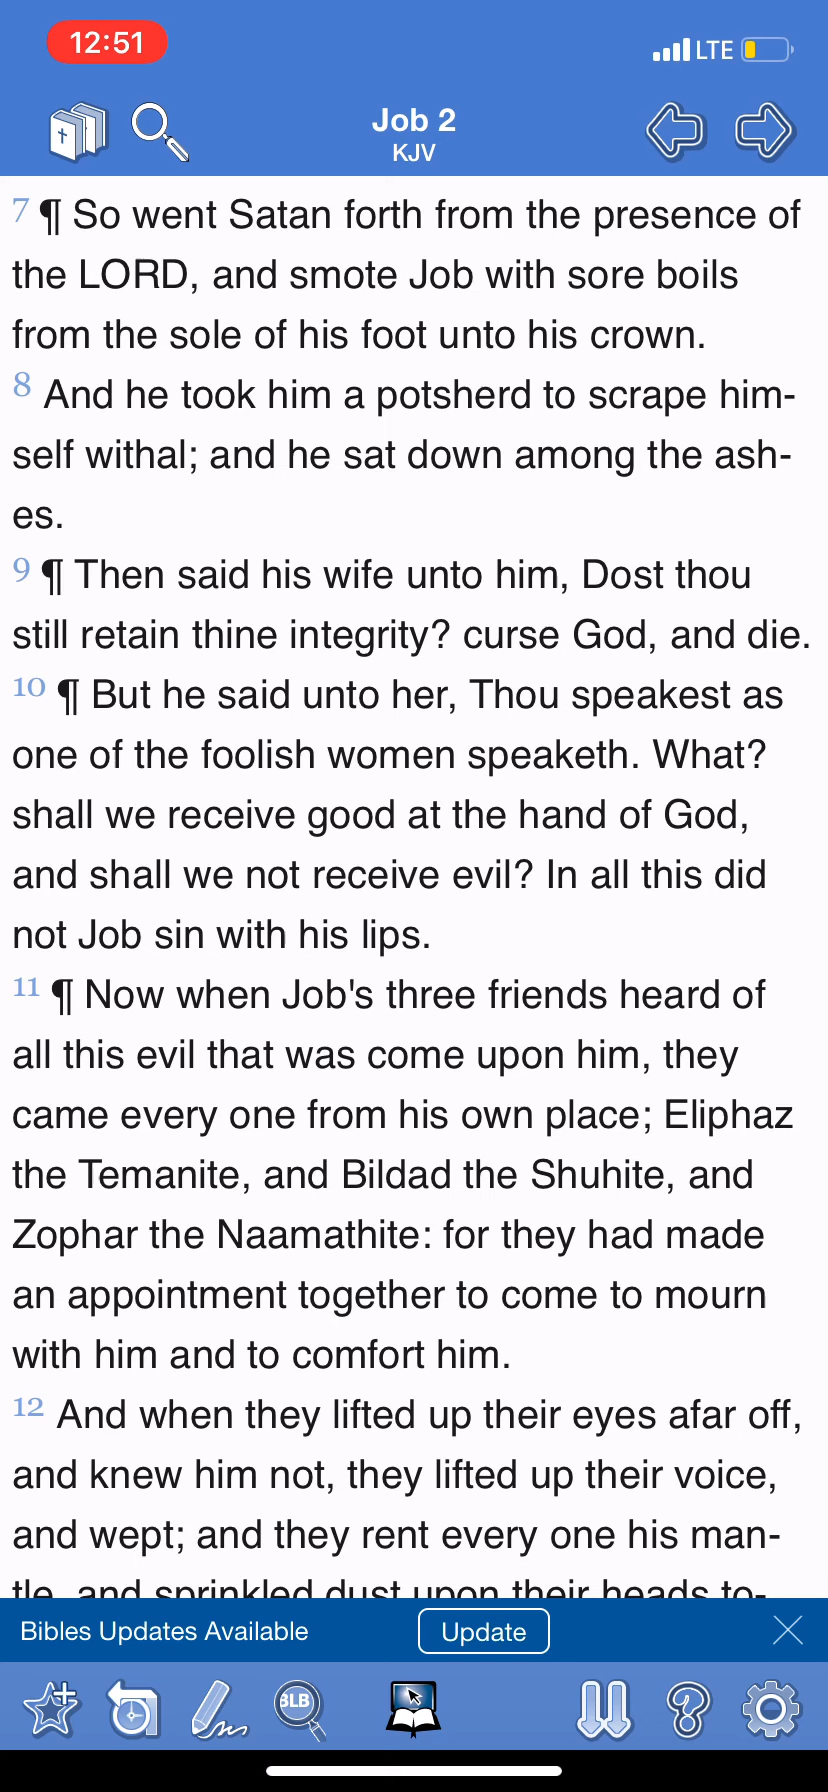 12:51
LTE
Job 2
KJV
7 ¶ So went Satan forth from the presence of
the LORD, and smote Job with sore boils
from the sole of his foot unto his crown.
8 And he took him a potsherd to scrape him-
self withal; and he sat down among the ash-
es.
9 ¶ Then said his wife unto him, Dost thou
still retain thine integrity? curse God, and die.
10 ¶ But he said unto her, Thou speakest as
one of the foolish women speaketh. What?
shall we receive good at the hand of God,
and shall we not receive evil? In all this did
not Job sin with his lips.
11 ¶ Now when Job's three friends heard of
all this evil that was come upon him, they
came every one from his own place; Eliphaz
the Temanite, and Bildad the Shuhite, and
Zophar the Naamathite: for they had made
an appointment together to come to mourn
with him and to comfort him.
12 And when they lifted up their eyes afar off,
and knew him not, they lifted up their voice,
and wept; and they rent every one his man-
tle, and sprinkled dust upon their heads to-
Bibles Updates Available
Update
BLB